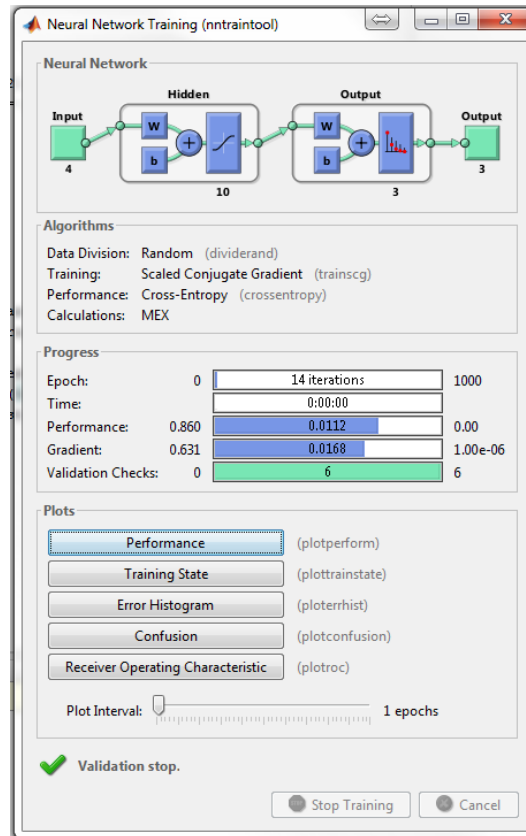 Neural Network Training (nntraintool)
Neural Network
Hidden Output
Input Output
W W
b b
4 10 3 3
Algorithms
Data Division: Random (dividerand)
Training: Scaled Conjugate Gradient (trainscg)
Performance: Cross-Entropy (crossentropy)
Calculations: MEX
Progress
Epoch: 0 14 iterations 1000
Time: 0:00:00
Performance: 0.860 0.0112 0.00
Gradient: 0.631 0.0168 1.00e-06
Validation Checks: 0 6 6
Plots
Performance (plotperform)
Training State (plottrainstate)
Error Histogram (ploterrhist)
Confusion (plotconfusion)
Receiver Operating Characteristic (plotroc)
Plot Interval: 1 epochs
Validation stop.
Stop Training Cancel